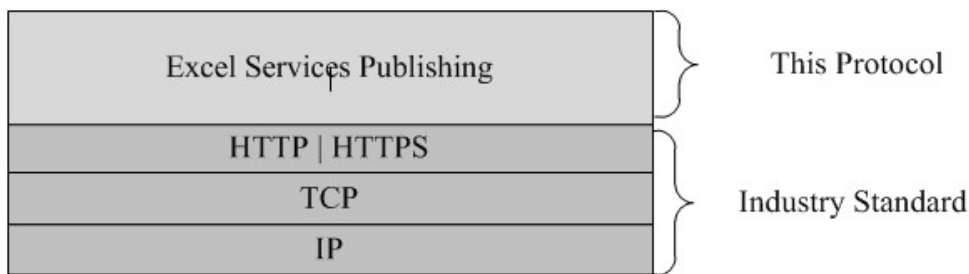 Excel Services Publishing
This Protocol
HTTP | HTTPS
TCP
Industry Standard
IP